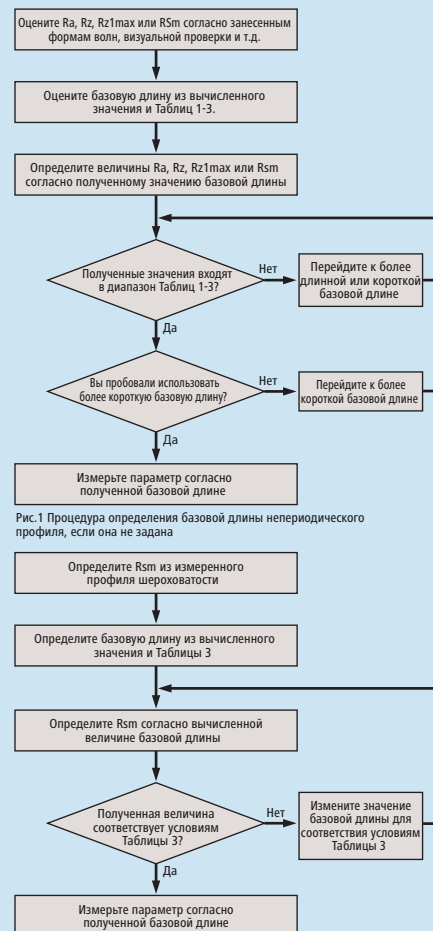 Оцените Ra, Rz, Rz1max или RSm согласно занесенным
формам волн, визуальной проверки и т.д.
Оцените базовую длину из вычисленного
значения и Таблиц 1-3.
Определите величины Ra, Rz, Rz1max или Rsm
согласно полученному значению базовой длины
Полученные значения входят
в диапазон Таблиц 1-3?
Нет
Перейдите к более
длинной или короткой
базовой длине
Да
Вы пробовали использовать
более короткую базовую длину?
Нет
Перейдите к более
короткой базовой длине
Да
Измерьте параметр согласно
полученной базовой длине
Рис.1 Процедура определения базовой длины непериодического
профиля, если она не задана
Определите Rsm из измеренного
профиля шероховатости
Определите базовую длину из вычисленного
значения и Таблицы 3
Определите Rsm согласно вычисленной
величине базовой длины
Полученная величина
соответствует условиям
Таблицы 3?
Нет
Измените значение
базовой длины для
соответствия условиям
Таблицы 3
Да
Измерьте параметр согласно
полученной базовой длине